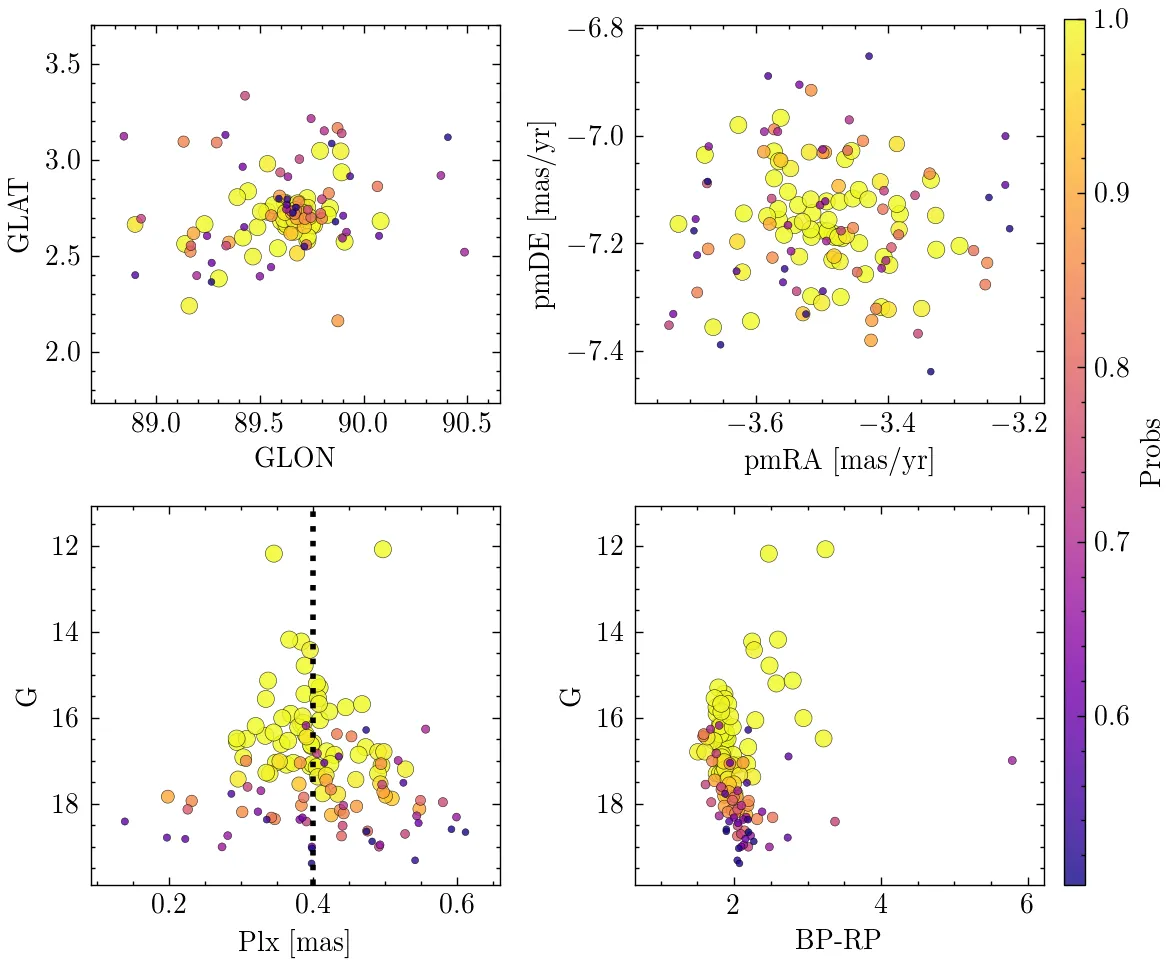 3.5
3.0
2.5
2.0
GLAT
89.0 89.5 90.0 90.5
GLON
−6.8
−7.0
−7.2
−7.4
pmDE [mas/yr]
−3.6 −3.4 −3.2
pmRA [mas/yr]
12
14
16
18
G
0.2 0.4 0.6
Plx [mas]
12
14
16
18
G
2 4 6
BP-RP
1.0
0.9
0.8
0.7
0.6
Probs